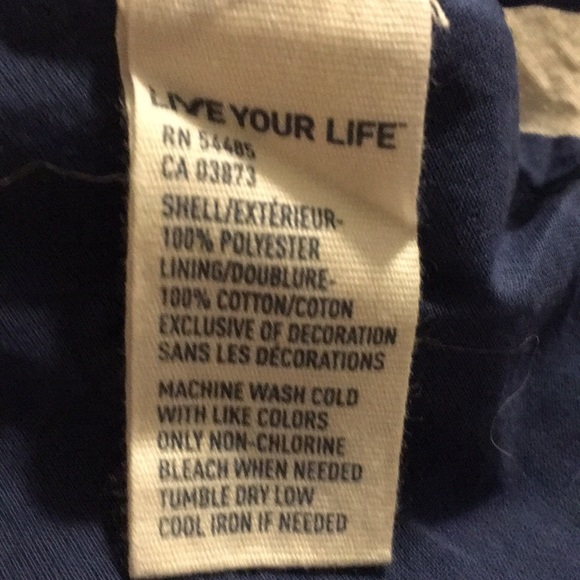 LIVE YOUR LIFE™
RN 54485
CA 03873
SHELL/EXTÉRIEUR-
100% POLYESTER
LINING/DOUBLURE-
100% COTTON/COTON
EXCLUSIVE OF DECORATION
SANS LES DÉCORATIONS
MACHINE WASH COLD
WITH LIKE COLORS
ONLY NON-CHLORINE
BLEACH WHEN NEEDED
TUMBLE DRY LOW
COOL IRON IF NEEDED